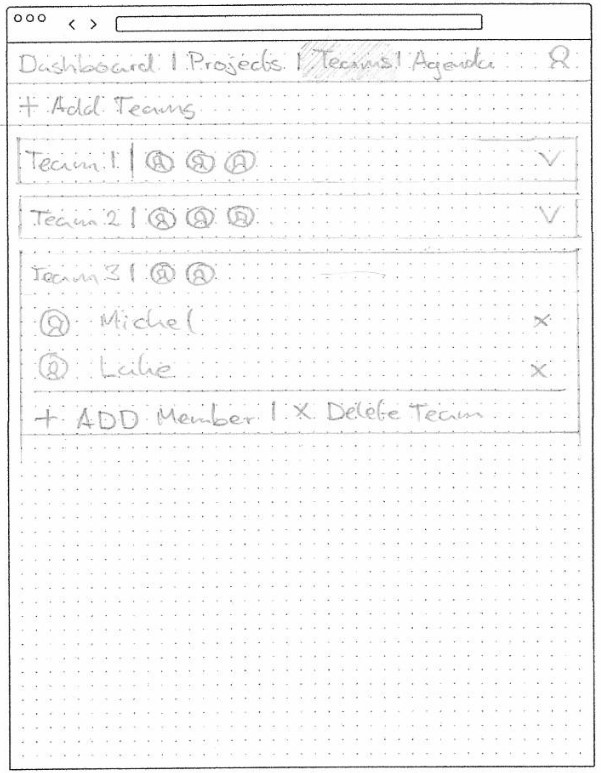 Dashboard | Projects | Teams | Agenda
+ Add Teams
Team 1 |
Team 2 |
Team 3 |
Michel x
Luke x
+ ADD Member | x Delete Team